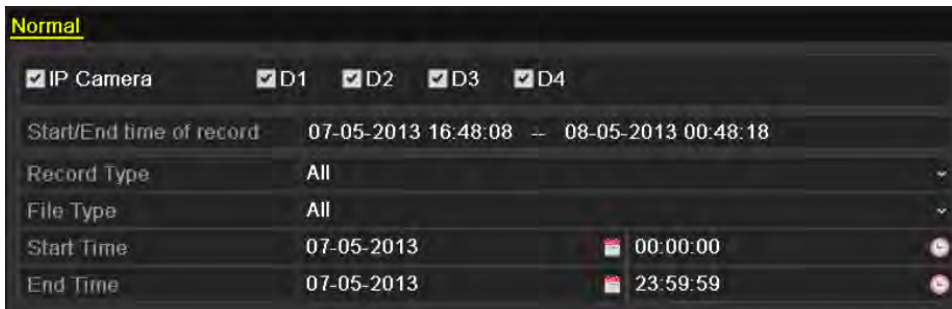 Normal
IP Camera D1 D2 D3 D4
Start/End time of record 07-05-2013 16:48:08 -- 08-05-2013 00:48:18
Record Type All
File Type All
Start Time 07-05-2013 00:00:00
End Time 07-05-2013 23:59:59